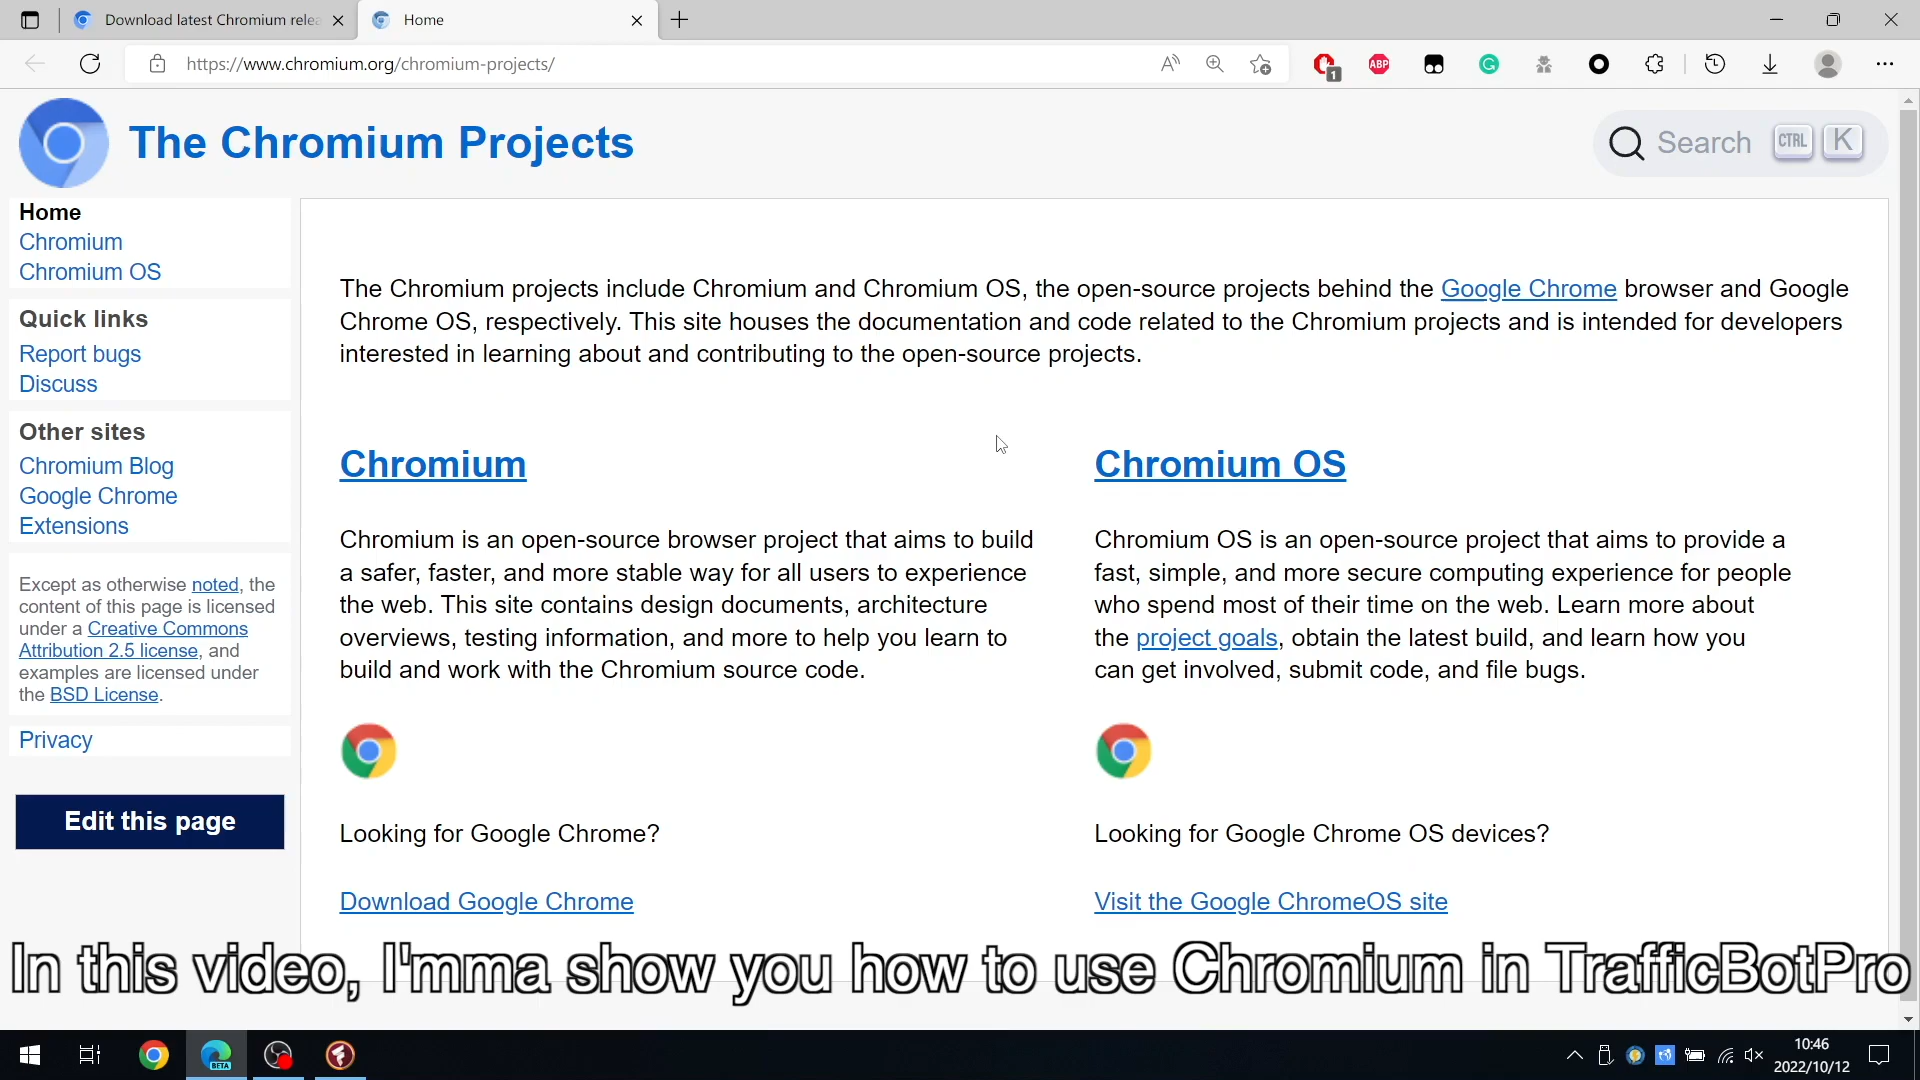 Download latest Chromium relea
Home
https://www.chromium.org/chromium-projects/
1
ABP
The Chromium Projects
Search CTRL K
Home
Chromium
Chromium OS
Quick links
Report bugs
Discuss
Other sites
Chromium Blog
Google Chrome
Extensions
Except as otherwise noted, the
content of this page is licensed
under a Creative Commons
Attribution 2.5 license, and
examples are licensed under
the BSD License.
Privacy
Edit this page
The Chromium projects include Chromium and Chromium OS, the open-source projects behind the Google Chrome browser and Google
Chrome OS, respectively. This site houses the documentation and code related to the Chromium projects and is intended for developers
interested in learning about and contributing to the open-source projects.
Chromium
Chromium is an open-source browser project that aims to build
a safer, faster, and more stable way for all users to experience
the web. This site contains design documents, architecture
overviews, testing information, and more to help you learn to
build and work with the Chromium source code.
Looking for Google Chrome?
Download Google Chrome
Chromium OS
Chromium OS is an open-source project that aims to provide a
fast, simple, and more secure computing experience for people
who spend most of their time on the web. Learn more about
the project goals, obtain the latest build, and learn how you
can get involved, submit code, and file bugs.
Looking for Google Chrome OS devices?
Visit the Google ChromeOS site
In this video, I'mma show you how to use Chromium in TrafficBotPro
BETA
10:46
2022/10/12